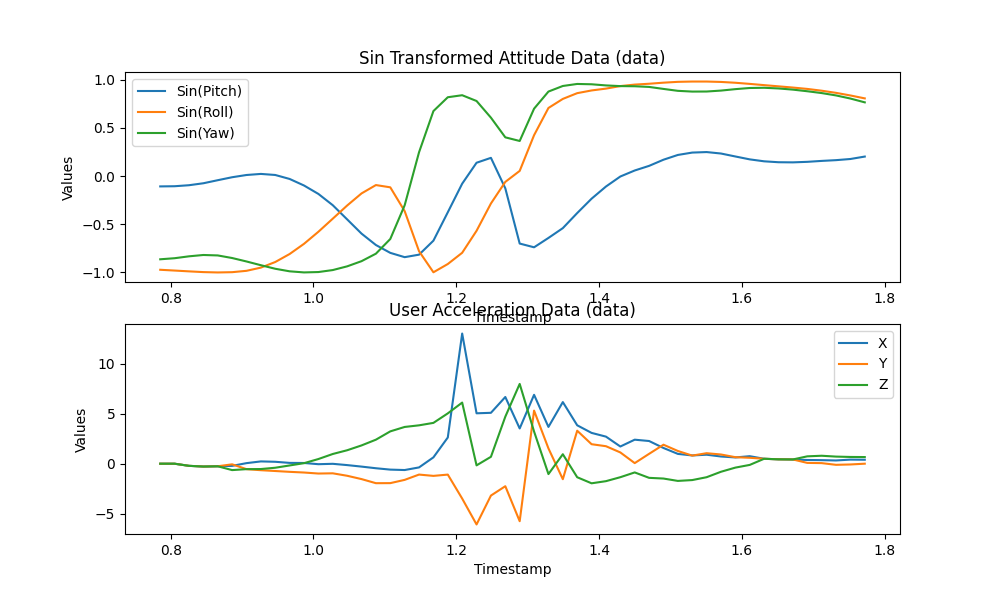 Sin Transformed Attitude Data (data)
Values
1.0
0.5
0.0
−0.5
−1.0
Sin(Pitch)
Sin(Roll)
Sin(Yaw)
0.8 1.0 1.2 1.4 1.6 1.8
Timestamp
User Acceleration Data (data)
Values
10
5
0
−5
X
Y
Z
0.8 1.0 1.2 1.4 1.6 1.8
Timestamp